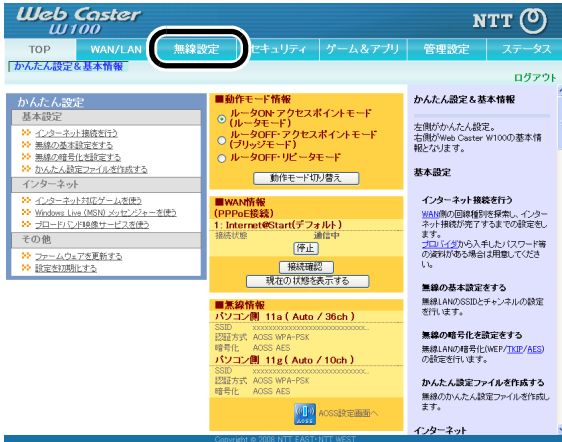 Web Caster
W100
NTT
TOP WAN/LAN 無線設定 セキュリティ ゲーム&アプリ 管理設定 ステータス
かんたん設定&基本情報
ログアウト
かんたん設定
基本設定
インターネット接続を行う
無線の基本設定をする
無線の暗号化を設定する
かんたん設定ファイルを作成する
インターネット
インターネット対応ゲームを使う
Windows Live (MSN) メッセンジャーを使う
ブロードバンド映像サービスを使う
その他
ファームウェアを更新する
設定を初期化する
■動作モード情報
ルータON・アクセスポイントモード
(ルータモード)
ルータOFF・アクセスポイントモード
(ブリッジモード)
ルータOFF・リピータモード
動作モード切り替え
■WAN情報
(PPPoE接続)
1: Internet@Start(デフォルト)
接続状態 通信中
停止
接続確認
現在の状態を表示する
■無線情報
パソコン側 11a ( Auto / 36ch )
SSID xxxxxxxxxxxxxxxxxxxxxxxxxxxx..
認証方式 AOSS WPA-PSK
暗号化 AOSS AES
パソコン側 11g ( Auto / 10ch )
SSID xxxxxxxxxxxxxxxxxxxxxxxxxxxx..
認証方式 AOSS WPA-PSK
暗号化 AOSS AES
AOSS AOSS設定画面へ
かんたん設定&基本情報
左側がかんたん設定。
右側がWeb Caster W100の基本情
報となります。
基本設定
インターネット接続を行う
WAN側の回線種別を探索し、インター
ネット接続が完了するまでの設定をし
ます。
プロバイダから入手したパスワード等
の資料がある場合は用意してくださ
い。
無線の基本設定をする
無線LANのSSIDとチャンネルの設定
を行います。
無線の暗号化を設定をする
無線LANの暗号化(WEP/TKIP/AES)
の設定を行います。
かんたん設定ファイルを作成する
無線のかんたん設定ファイルを作成し
ます。
インターネット
Copyright © 2008 NTT EAST・NTT WEST